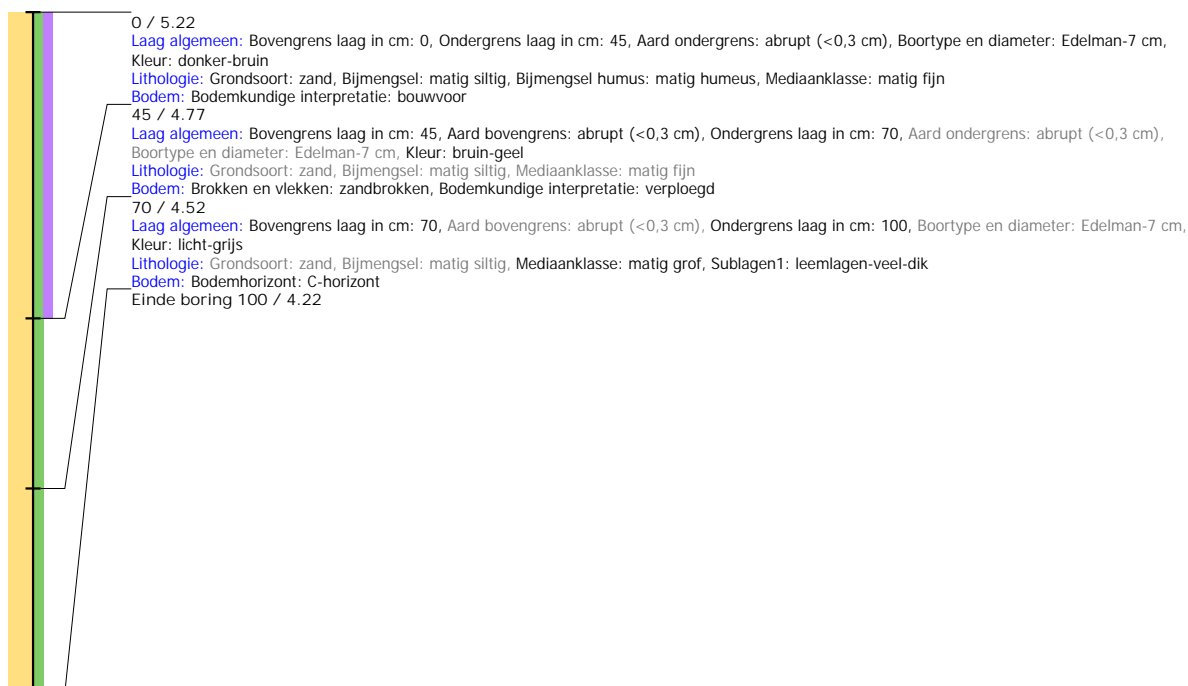 0 / 5.22
Laag algemeen: Bovengrens laag in cm: 0, Ondergrens laag in cm: 45, Aard ondergrens: abrupt (<0,3 cm), Boortype en diameter: Edelman-7 cm,
Kleur: donker-bruin
Lithologie: Grondsoort: zand, Bijmengsel: matig siltig, Bijmengsel humus: matig humeus, Mediaanklasse: matig fijn
Bodem: Bodemkundige interpretatie: bouwvoor
45 / 4.77
Laag algemeen: Bovengrens laag in cm: 45, Aard bovengrens: abrupt (<0,3 cm), Ondergrens laag in cm: 70, Aard ondergrens: abrupt (<0,3 cm),
Boortype en diameter: Edelman-7 cm, Kleur: bruin-geel
Lithologie: Grondsoort: zand, Bijmengsel: matig siltig, Mediaanklasse: matig fijn
Bodem: Brokken en vlekken: zandbrokken, Bodemkundige interpretatie: verploegd
70 / 4.52
Laag algemeen: Bovengrens laag in cm: 70, Aard bovengrens: abrupt (<0,3 cm), Ondergrens laag in cm: 100, Boortype en diameter: Edelman-7 cm,
Kleur: licht-grijs
Lithologie: Grondsoort: zand, Bijmengsel: matig siltig, Mediaanklasse: matig grof, Sublagen1: leemlagen-veel-dik
Bodem: Bodemhorizont: C-horizont
Einde boring 100 / 4.22